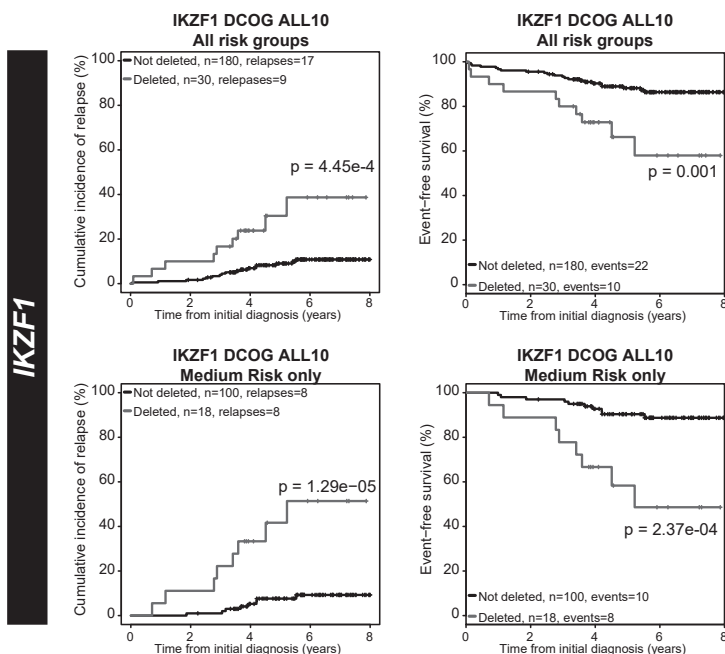 IKZF1
IKZF1 DCOG ALL10
All risk groups
Cumulative incidence of relapse (%)
100
80
60
40
20
0
Not deleted, n=180, relapses=17
Deleted, n=30, relepases=9
p = 4.45e-4
0 2 4 6 8
Time from initial diagnosis (years)
IKZF1 DCOG ALL10
All risk groups
Event−free survival (%)
100
80
60
40
20
0
p = 0.001
Not deleted, n=180, events=22
Deleted, n=30, events=10
0 2 4 6 8
Time from initial diagnosis (years)
IKZF1 DCOG ALL10
Medium Risk only
Cumulative incidence of relapse (%)
100
80
60
40
20
0
Not deleted, n=100, relapses=8
Deleted, n=18, relapses=8
p = 1.29e−05
0 2 4 6 8
Time from initial diagnosis (years)
IKZF1 DCOG ALL10
Medium Risk only
Event−free survival (%)
100
80
60
40
20
0
p = 2.37e-04
Not deleted, n=100, events=10
Deleted, n=18, events=8
0 2 4 6 8
Time from initial diagnosis (years)